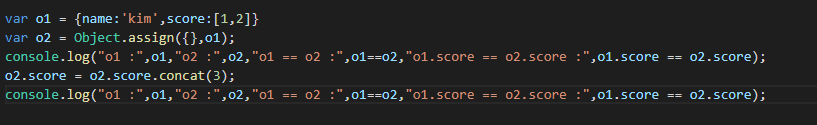 var o1 = {name:'kim',score:[1,2]}
var o2 = Object.assign({},o1);
console.log("o1 :",o1,"o2 :",o2,"o1 == o2 :",o1==o2,"o1.score == o2.score :",o1.score == o2.score);
o2.score = o2.score.concat(3);
console.log("o1 :",o1,"o2 :",o2,"o1 == o2 :",o1==o2,"o1.score == o2.score :",o1.score == o2.score);